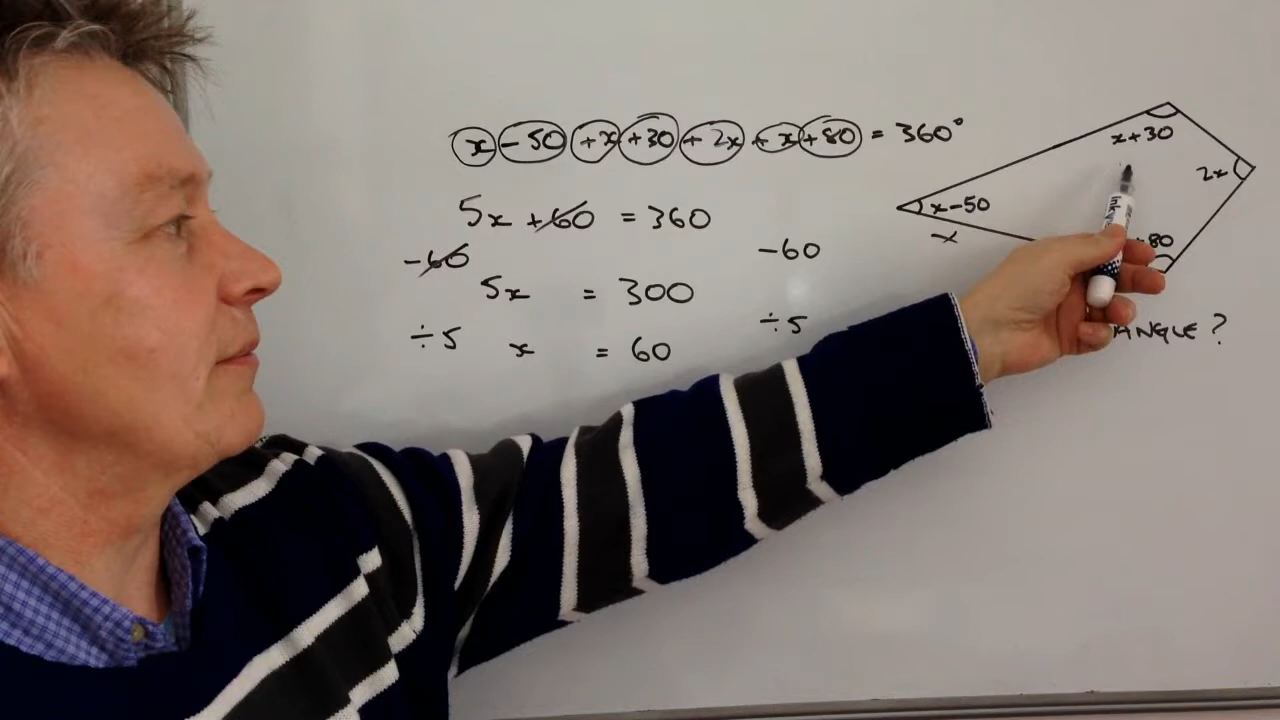 x - 50 + x + 30 + 2x + x + 80 = 360°
5x + 60 = 360
- 60 - 60
5x = 300
÷ 5 ÷ 5
x = 60
x + 30
2x
x - 50
x
80
ANGLE ?